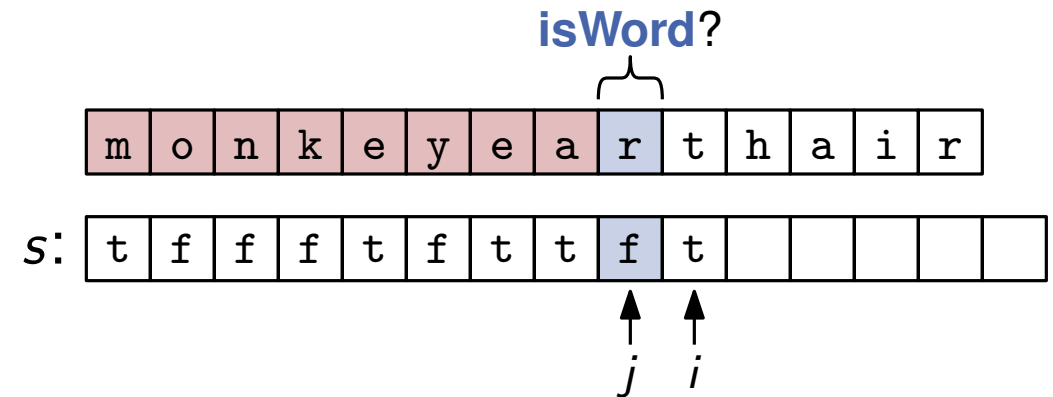 isWord?
m o n k e y e a r t h a i r
s: t f f f t f t t f t
j i